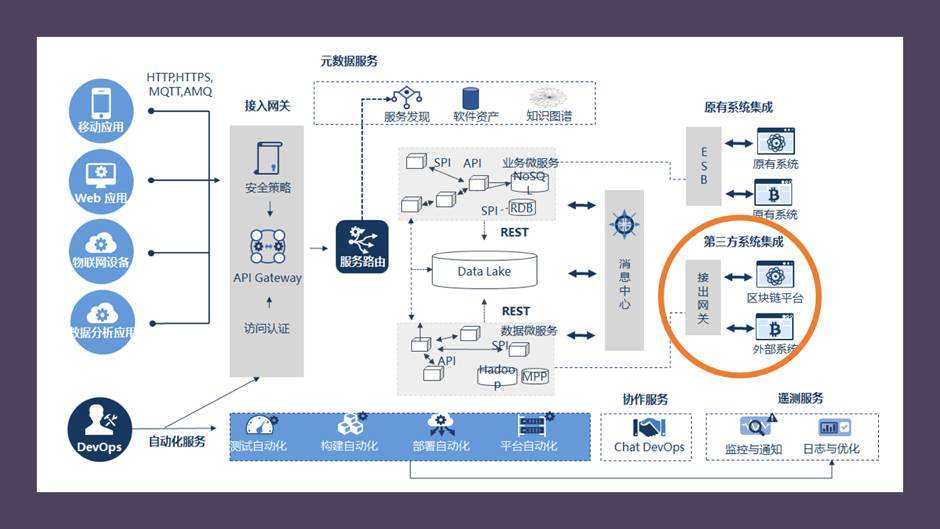 元数据服务
HTTP,HTTPS,
MQTT,AMQ
接入网关
服务发现
软件资产
知识图谱
原有系统集成
移动应用
安全策略
SPI
API
业务微服务
NoSQ
L
SPI
RDB
ESB
原有系统
原有系统
Web 应用
REST
服务路由
API Gateway
Data Lake
消息中心
第三方系统集成
接出网关
区块链平台
外部系统
物联网设备
访问认证
REST
数据微服务
SPI
API
Hadoo
p
MPP
数据分析应用
DevOps
自动化服务
测试自动化
构建自动化
部署自动化
平台自动化
协作服务
Chat DevOps
遥测服务
监控与通知
日志与优化